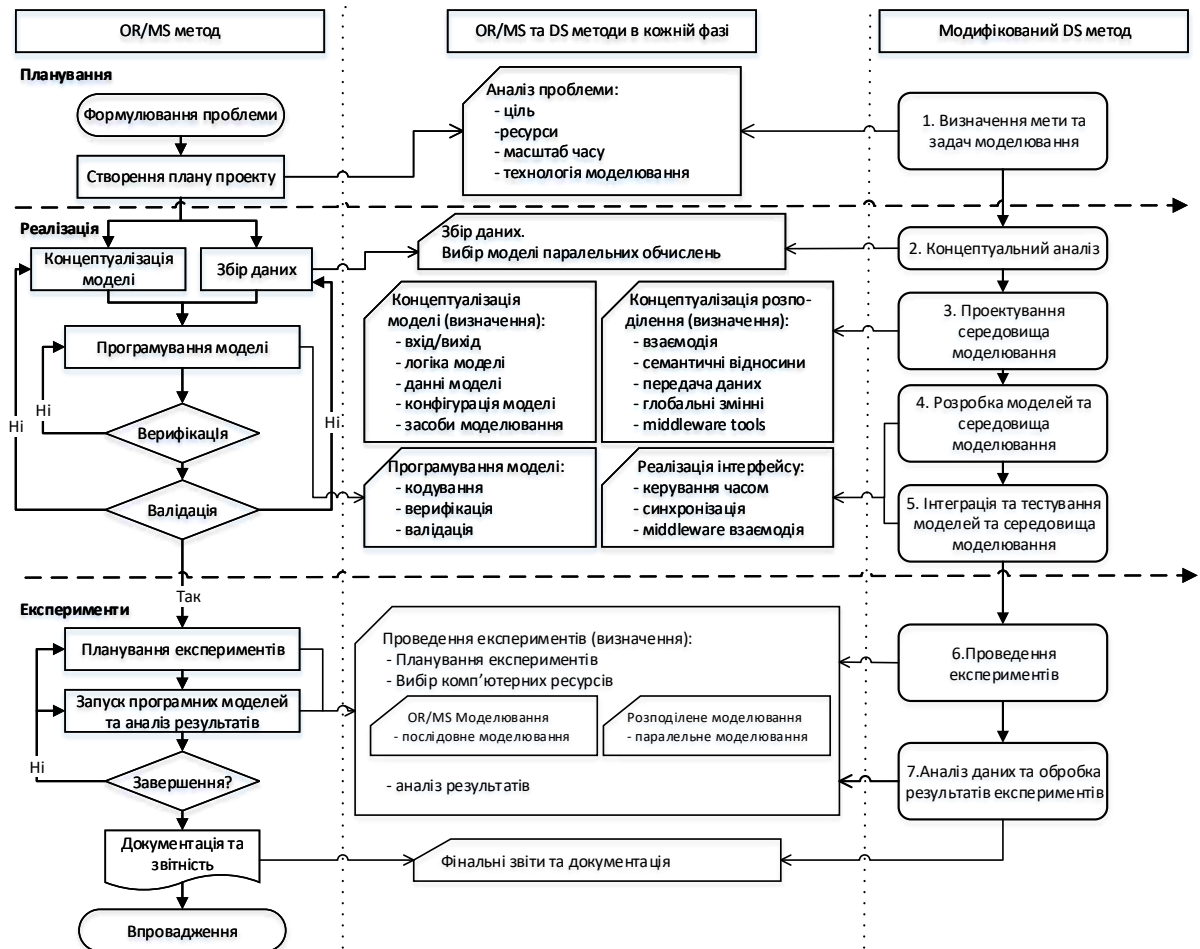 OR/MS метод
OR/MS та DS методи в кожній фазі
Модифікований DS метод
Планування
Формулювання проблеми
Створення плану проекту
Аналіз проблеми:
- ціль
-ресурси
- масштаб часу
- технологія моделювання
1. Визначення мети та
задач моделювання
Реалізація
Концептуалізація
моделі
Збір даних
Збір даних.
Вибір моделі паралельних обчислень
2. Концептуальний аналіз
Програмування моделі
Ні
Ні
Ні
Верифікація
Валідація
Концептуалізація
моделі (визначення):
- вхід/вихід
- логіка моделі
- данні моделі
- конфігурація моделі
- засоби моделювання
Концептуалізація розпо-
ділення (визначення):
- взаємодія
- семантичні відносини
- передача даних
- глобальні змінні
- middleware tools
3. Проектування
середовища
моделювання
4. Розробка моделей та
середовища
моделювання
Програмування моделі:
- кодування
- верифікація
- валідація
Реалізація інтерфейсу:
- керування часом
- синхронізація
- middleware взаємодія
5. Інтеграція та тестування
моделей та середовища
моделювання
Так
Експерименти
Планування експериментів
Запуск програмних моделей
та аналіз результатів
Ні
Завершення?
Проведення експериментів (визначення):
- Планування експериментів
- Вибір комп’ютерних ресурсів
OR/MS Моделювання
- послідовне моделювання
Розподілене моделювання
- паралельне моделювання
- аналіз результатів
6.Проведення
експериментів
7.Аналіз даних та обробка
результатів експериментів
Документація та
звітність
Фінальні звіти та документація
Впровадження